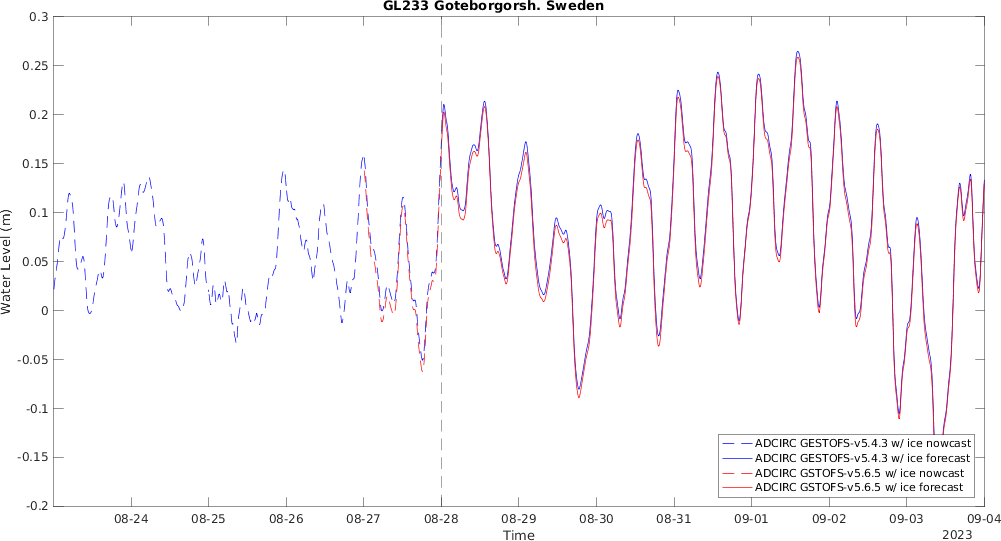 GL233 Goteborgorsh. Sweden
0.3
0.25
0.2
0.15
0.1
0.05
0
-0.05
-0.1
-0.15
-0.2
Water Level (m)
ADCIRC GESTOFS-v5.4.3 w/ ice nowcast
ADCIRC GESTOFS-v5.4.3 w/ ice forecast
ADCIRC GSTOFS-v5.6.5 w/ ice nowcast
ADCIRC GSTOFS-v5.6.5 w/ ice forecast
08-24 08-25 08-26 08-27 08-28 08-29 08-30 08-31 09-01 09-02 09-03 09-04
Time
2023